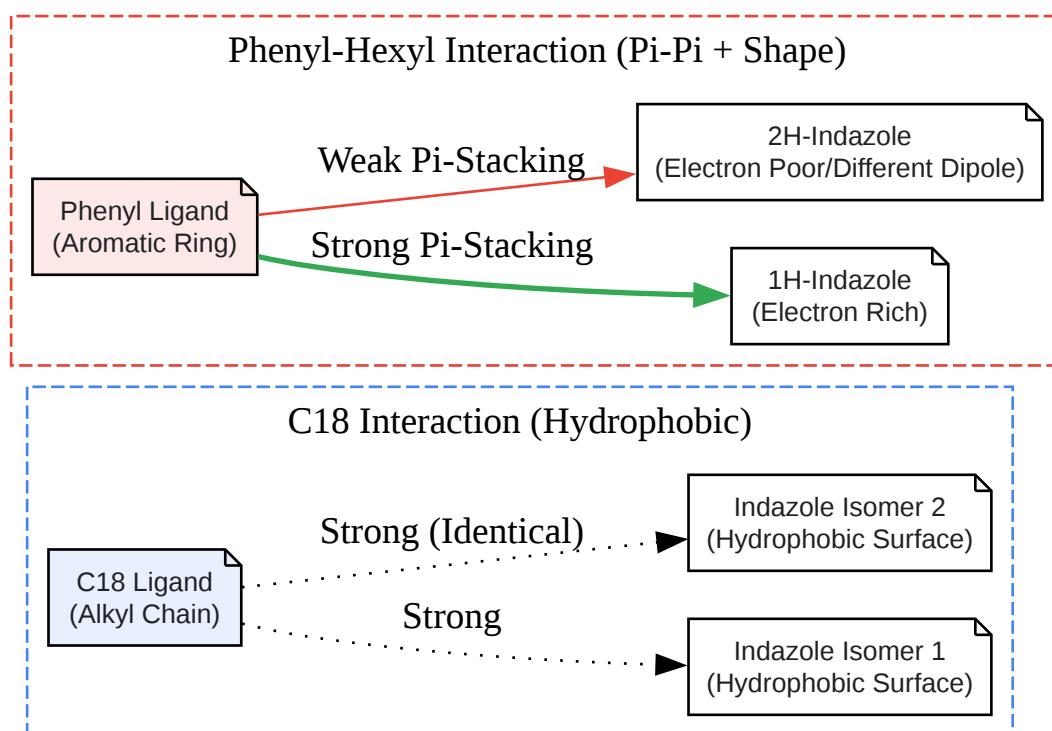 Phenyl-Hexyl Interaction (Pi-Pi + Shape)
Weak Pi-Stacking
2H-Indazole
(Electron Poor/Different Dipole)
Phenyl Ligand
(Aromatic Ring)
Strong Pi-Stacking
1H-Indazole
(Electron Rich)
C18 Interaction (Hydrophobic)
Strong (Identical)
Indazole Isomer 2
(Hydrophobic Surface)
C18 Ligand
(Alkyl Chain)
Strong
Indazole Isomer 1
(Hydrophobic Surface)